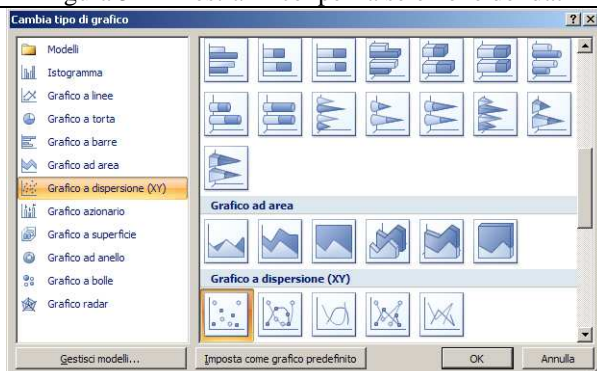 Cambia tipo di grafico
Modelli
Istogramma
Grafico a linee
Grafico a torta
Grafico a barre
Grafico ad area
Grafico a dispersione (XY)
Grafico azionario
Grafico a superficie
Grafico ad anello
Grafico a bolle
Grafico radar
Grafico ad area
Grafico a dispersione (XY)
Gestisci modelli...
Imposta come grafico predefinito
OK
Annulla